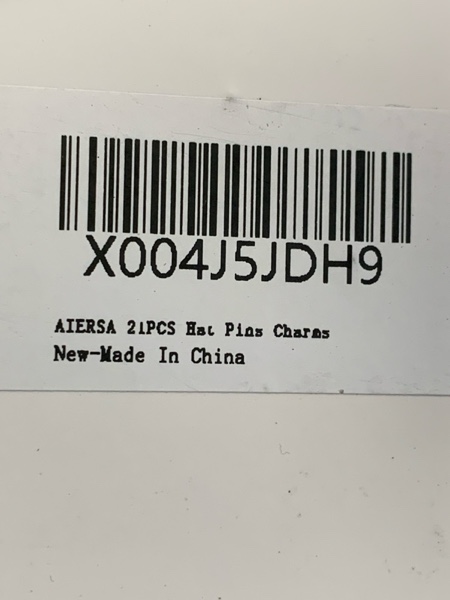 X004J5JDH9
AIERSA 21PCS Hat Pins Charms
New-Made In China